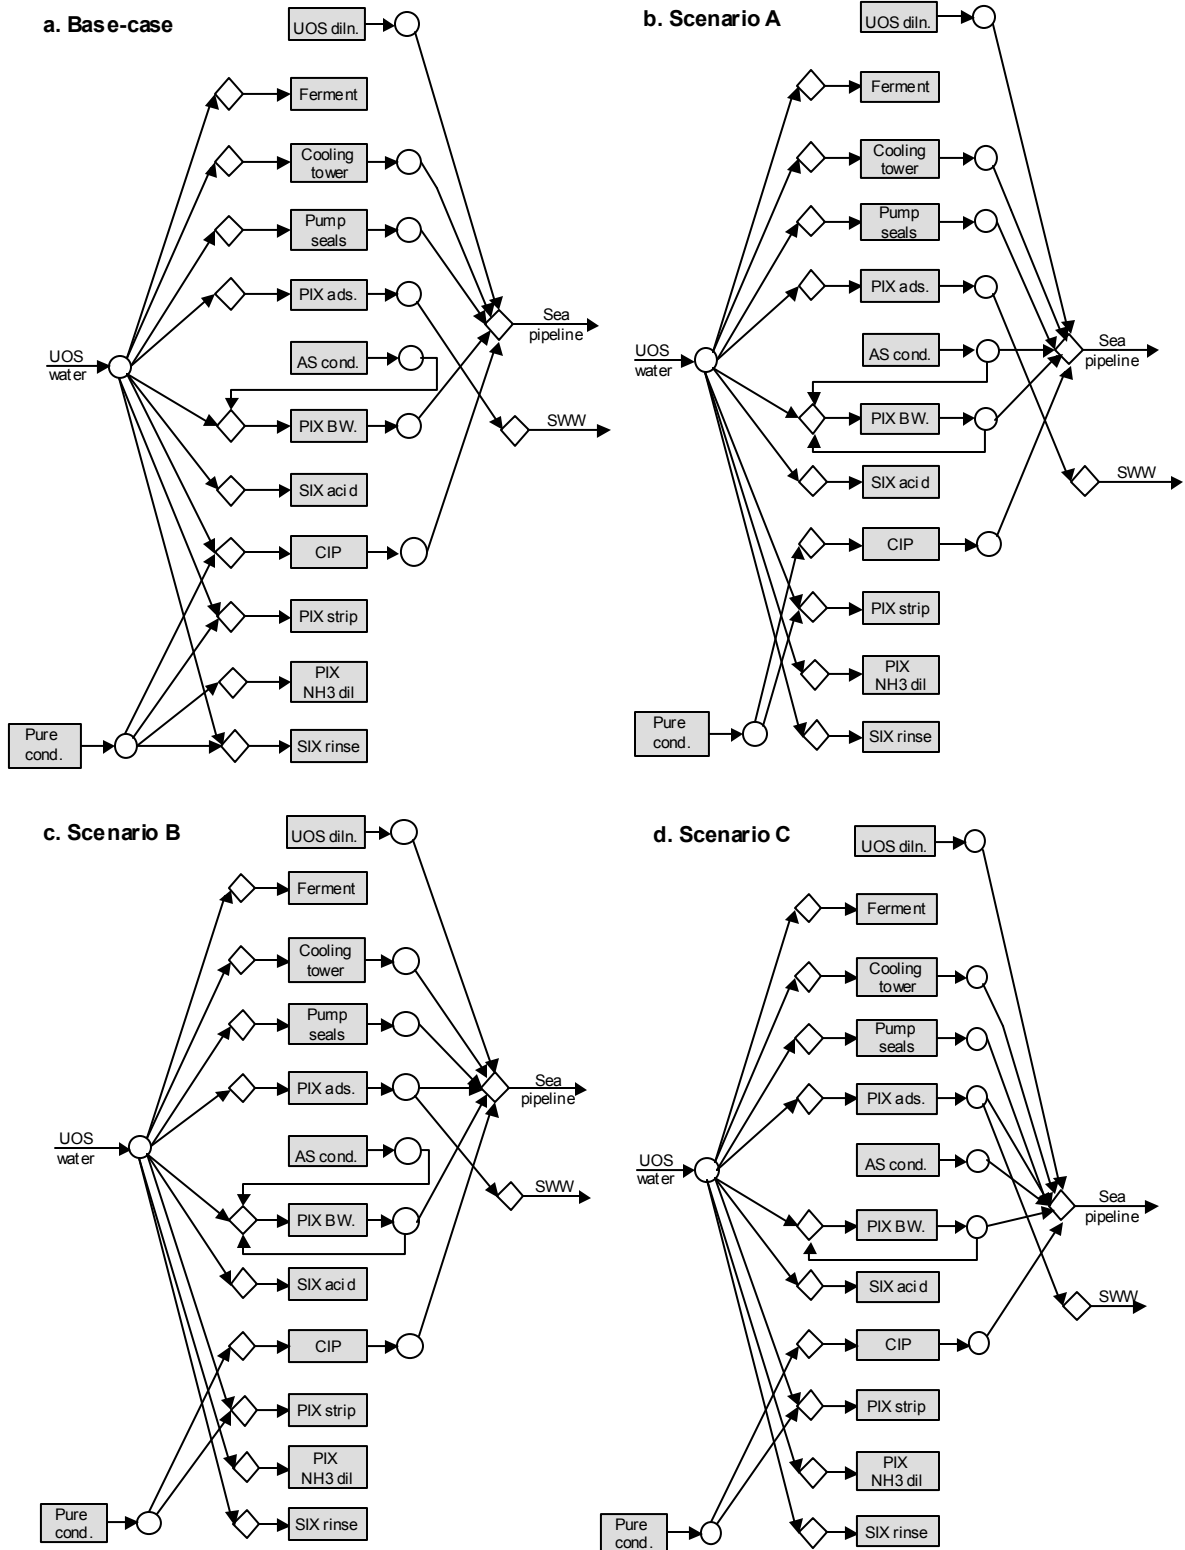 a. Base-case
UOS diln.
Ferment
Cooling
tower
Pump
seals
PIX ads.
Sea
pipeline
AS cond.
UOS
water
PIX BW.
SWW
SIX acid
CIP
PIX strip
PIX
NH3 dil
Pure
cond.
SIX rinse
b. Scenario A
UOS diln.
Ferment
Cooling
tower
Pump
seals
PIX ads.
Sea
pipeline
AS cond.
UOS
water
PIX BW.
SWW
SIX acid
CIP
PIX strip
PIX
NH3 dil
Pure
cond.
SIX rinse
c. Scenario B
UOS diln.
Ferment
Cooling
tower
Pump
seals
PIX ads.
Sea
pipeline
UOS
water
AS cond.
SWW
PIX BW.
SIX acid
CIP
PIX strip
PIX
NH3 dil
Pure
cond.
SIX rinse
d. Scenario C
UOS diln.
Ferment
Cooling
tower
Pump
seals
PIX ads.
AS cond.
UOS
water
Sea
pipeline
PIX BW.
SIX acid
SWW
CIP
PIX strip
PIX
NH3 dil
Pure
cond.
SIX rinse